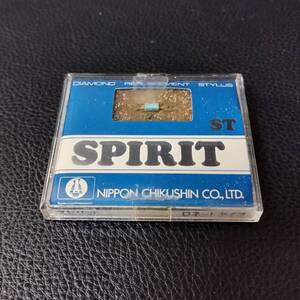 DIAMOND REPLACEMENT STYLUS
ST
SPIRIT
NIPPON CHIKUSHIN CO., LTD.